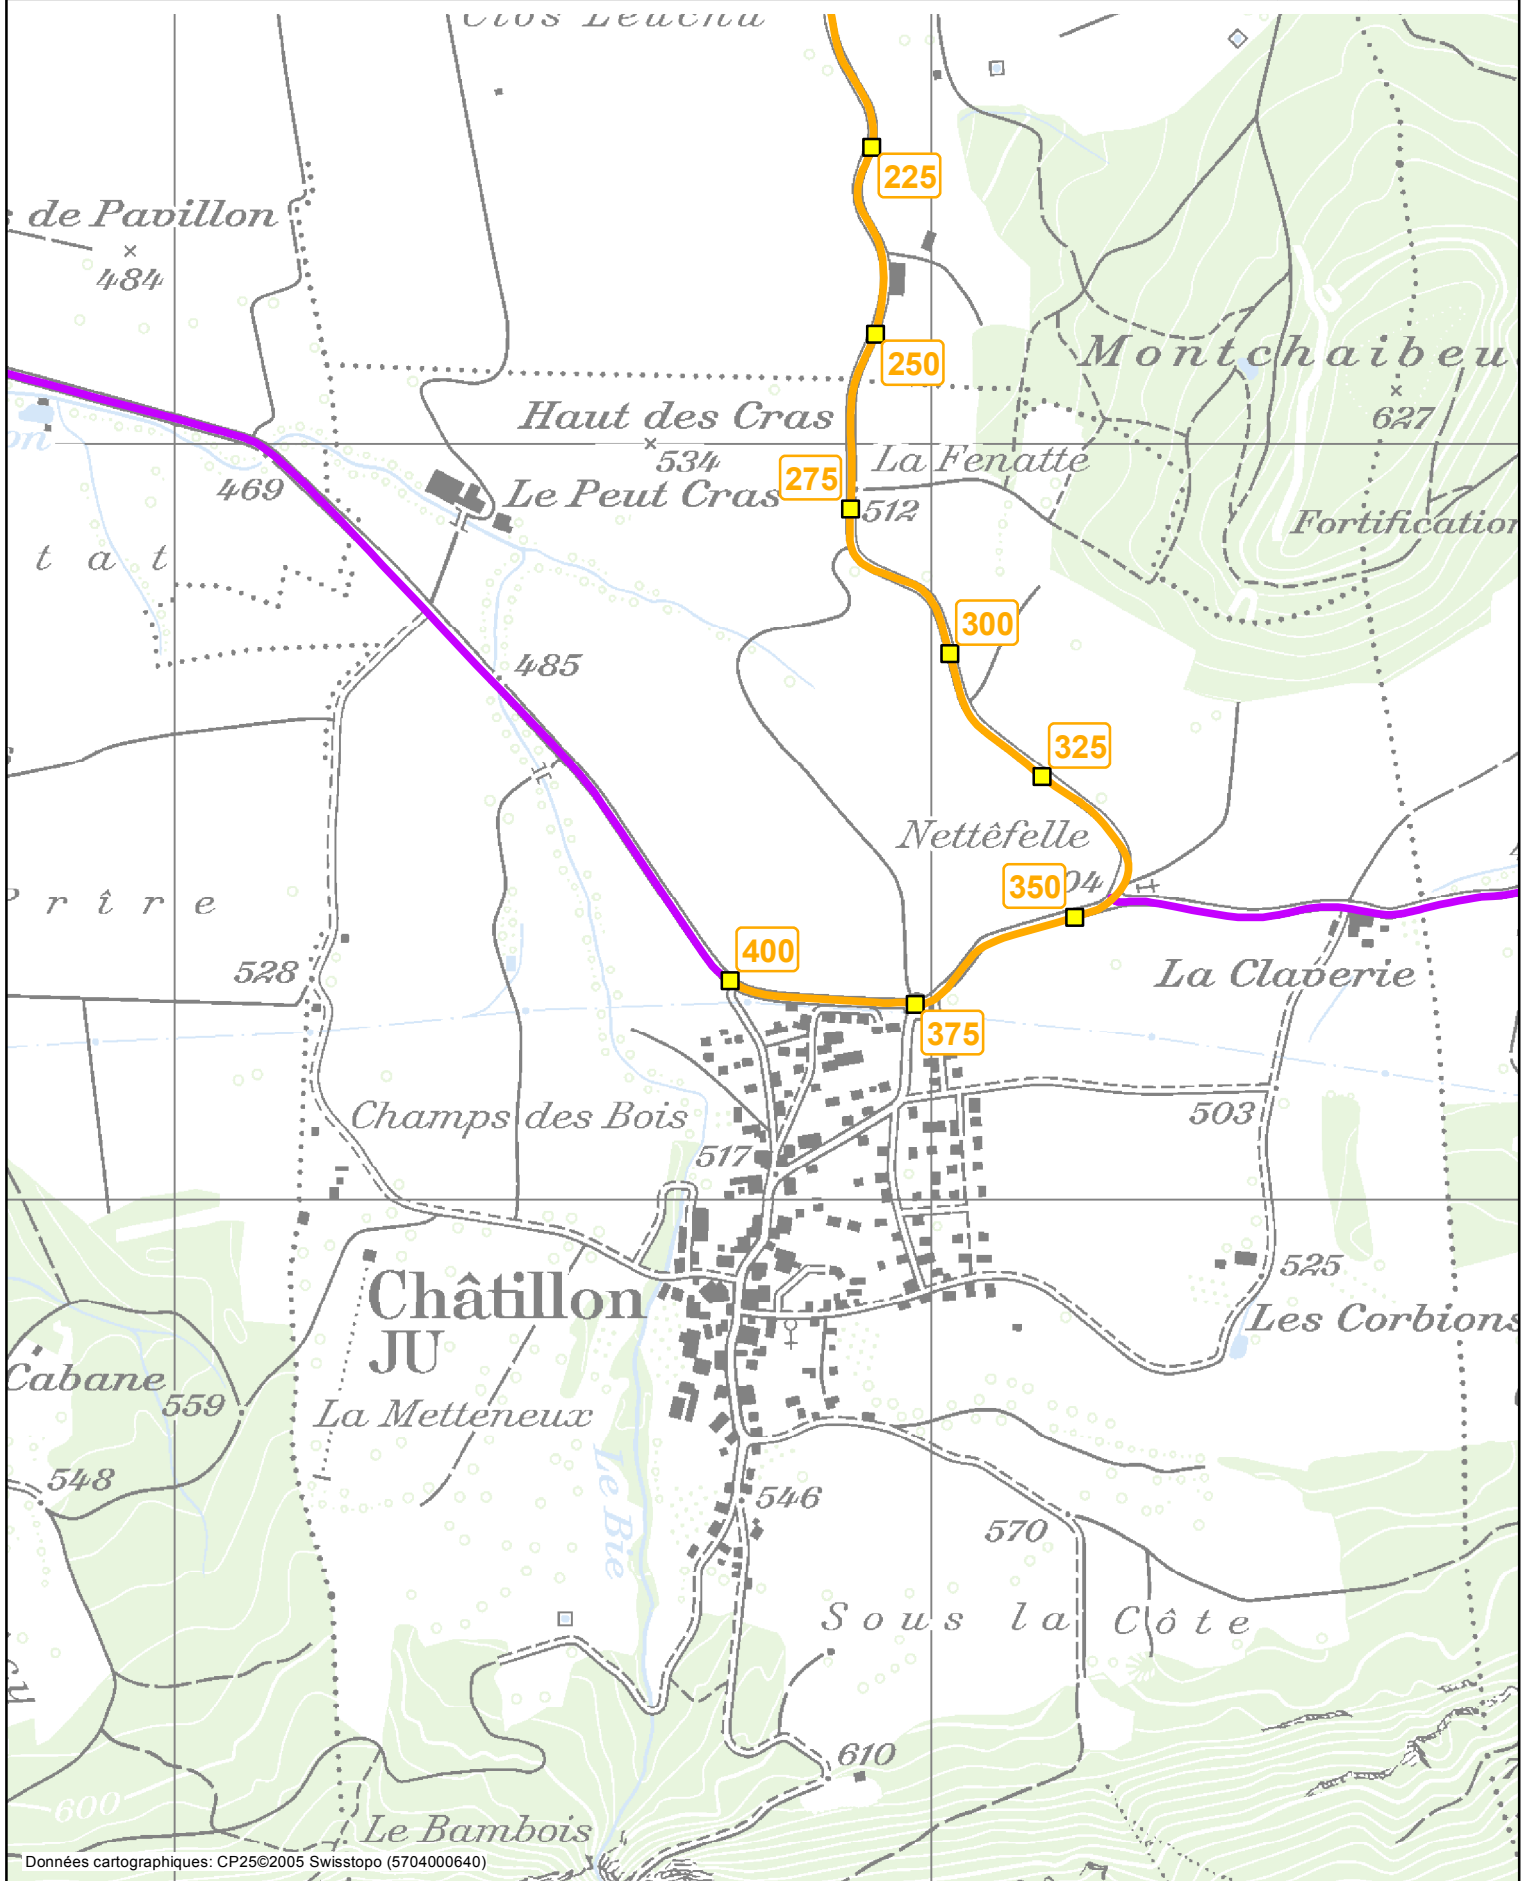 Clos Leuchu
225
de Pavillon
484
250
Montchaibeu
627
Haut des Cras
534
La Fenatte
275
469
Le Peut Cras
512
Fortification
t a t
300
485
325
Nettêfelle
350
04
r î r e
400
528
La Claverie
375
Champs des Bois
503
517
525
Châtillon
JU
Les Corbions
Cabane
559
La Metteneux
548
Le Bie
546
570
Sous la Côte
610
600
Le Bambois
Données cartographiques: CP25©2005 Swisstopo (5704000640)